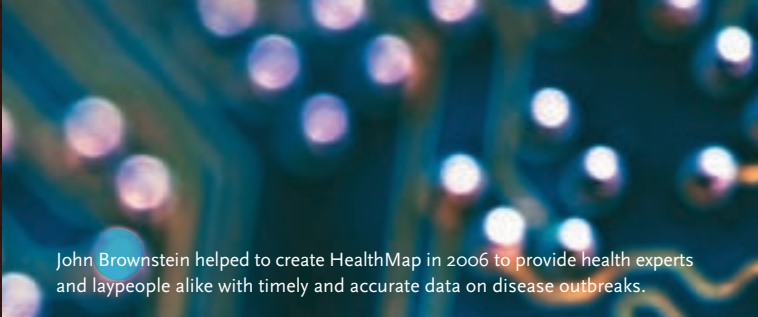 John Brownstein helped to create HealthMap in 2006 to provide health experts
and laypeople alike with timely and accurate data on disease outbreaks.